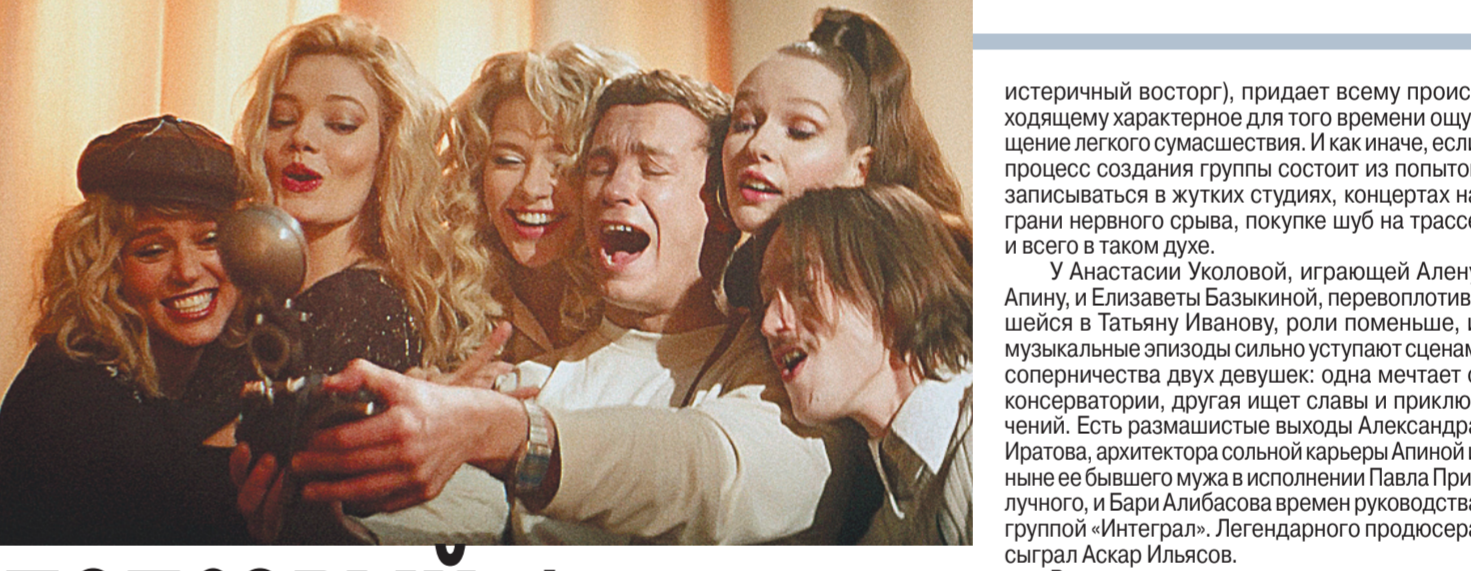 истеричный восторг), придает всему проис
ходящему характерное для того времени ощу
щение легкого сумасшествия. И как иначе, если
процесс создания группы состоит из попыток
записываться в жутких студиях, концертах на
грани нервного срыва, покупке шуб на трассе
и всего в таком духе.
У Анастасии Уколовой, играющей Алену
Апину, и Елизаветы Базыкиной, перевоплотив
шейся в Татьяну Иванову, роли поменьше, и
музыкальные эпизоды сильно уступают сценам
соперничества двух девушек: одна мечтает о
консерватории, другая ищет славы и приклю
чений. Есть размашистые выходы Александра
Иратова, архитектора сольной карьеры Апиной и
ныне ее бывшего мужа в исполнении Павла При
лучного, и Бари Алибасова времен руководства
группой «Интеграл». Легендарного продюсера
сыграл Аскар Ильясов.